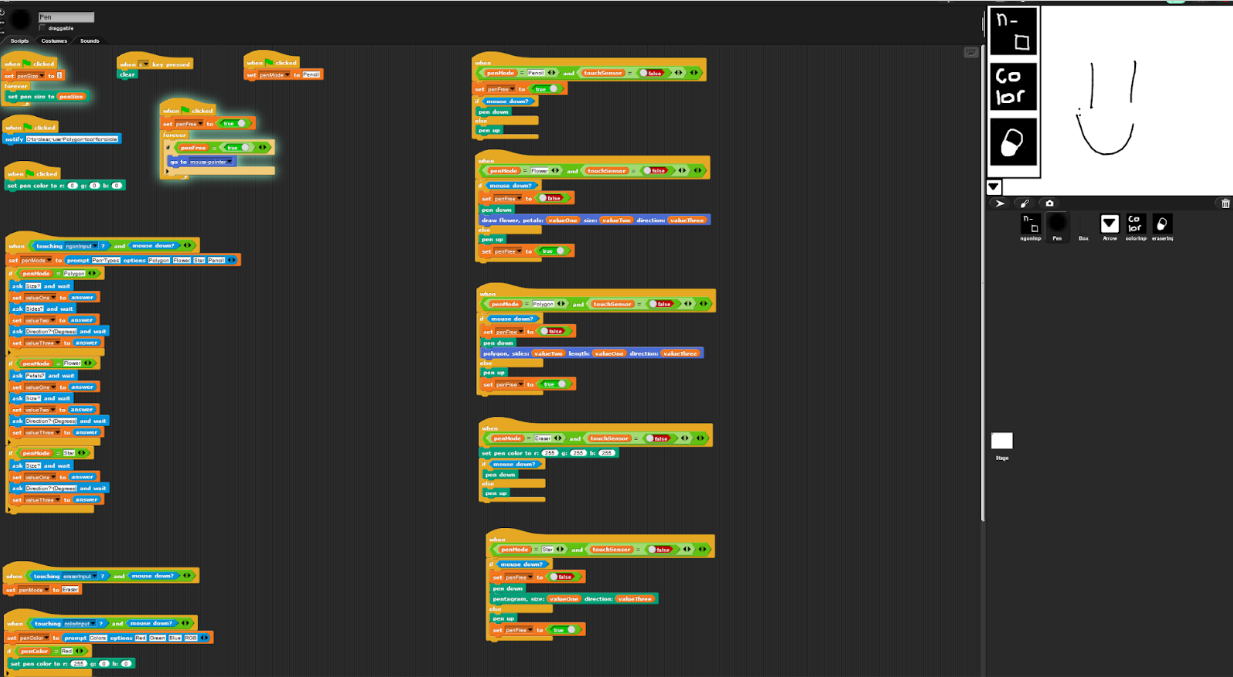 Pen
draggable
Scripts Costumes Sounds
when clicked
set penSize to 1
forever
set pen size to penSize
when clicked
notify
when clicked
set pen color to r: 0 g: 0 b: 0
when key pressed
clear
when clicked
set penMode to Pencil
when clicked
set penFree to true
forever
if penFree = true
go to mouse-pointer
when touching ngonInput ? and mouse down?
set penMode to prompt Pen Types options Polygon Flower Star Pencil
if penMode = Polygon
ask Size? and wait
set valueOne to answer
ask Sides? and wait
set valueTwo to answer
ask Direction? (Degrees) and wait
set valueThree to answer
if penMode = Flower
ask Petals? and wait
set valueOne to answer
ask Size? and wait
set valueTwo to answer
ask Direction? (Degrees) and wait
set valueThree to answer
if penMode = Star
ask Size? and wait
set valueOne to answer
ask Direction? (Degrees) and wait
set valueThree to answer
when touching eraserInput ? and mouse down?
set penMode to Eraser
when touching colorInput ? and mouse down?
set penColor to prompt Colors options Red Green Blue RGB
if penColor = Red
set pen color to r: 255 g: 0 b: 0
when
penMode = Pencil and touchSensor = false
set penFree to true
if mouse down?
pen down
else
pen up
when
penMode = Flower and touchSensor = false
if mouse down?
set penFree to false
pen down
draw flower, petals: valueOne size: valueTwo direction: valueThree
else
pen up
set penFree to true
when
penMode = Polygon and touchSensor = false
if mouse down?
set penFree to false
pen down
polygon, sides: valueTwo length: valueOne direction: valueThree
else
pen up
set penFree to true
when
penMode = Eraser and touchSensor = false
set pen color to r: 255 g: 255 b: 255
if mouse down?
pen down
else
pen up
when
penMode = Star and touchSensor = false
if mouse down?
set penFree to false
pen down
pentagram, size: valueOne direction: valueThree
else
pen up
set penFree to true
n-
Co
lor
n-
Co
lor
ngonInp Pen Box Arrow colorInp eraserInp
Stage